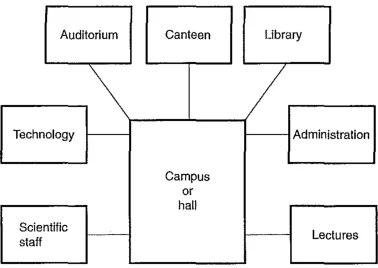 Auditorium
Canteen
Library
Technology
Administration
Campus
or
hall
Scientific
staff
Lectures